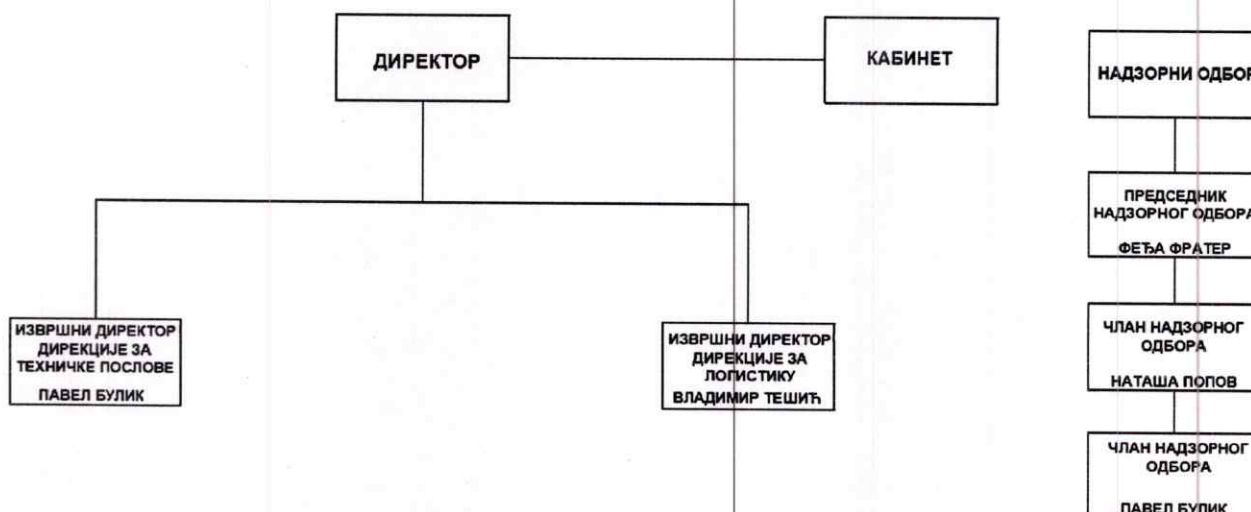 ДИРЕКТОР
КАБИНЕТ
ИЗВРШНИ ДИРЕКТОР
ДИРЕКЦИЈЕ ЗА
ТЕХНИЧКЕ ПОСЛОВЕ
ПАВЕЛ БУЛИК
ИЗВРШНИ ДИРЕКТОР
ДИРЕКЦИЈЕ ЗА
ЛОГИСТИКУ
ВЛАДИМИР ТЕШИЋ
НАДЗОРНИ ОДБОР
ПРЕДСЕДНИК
НАДЗОРНОГ ОДБОРА
ФЕЂА ФРАТЕР
ЧЛАН НАДЗОРНОГ
ОДБОРА
НАТАША ПОПОВ
ЧЛАН НАДЗОРНОГ
ОДБОРА
ПАВЕЛ БУЛИК